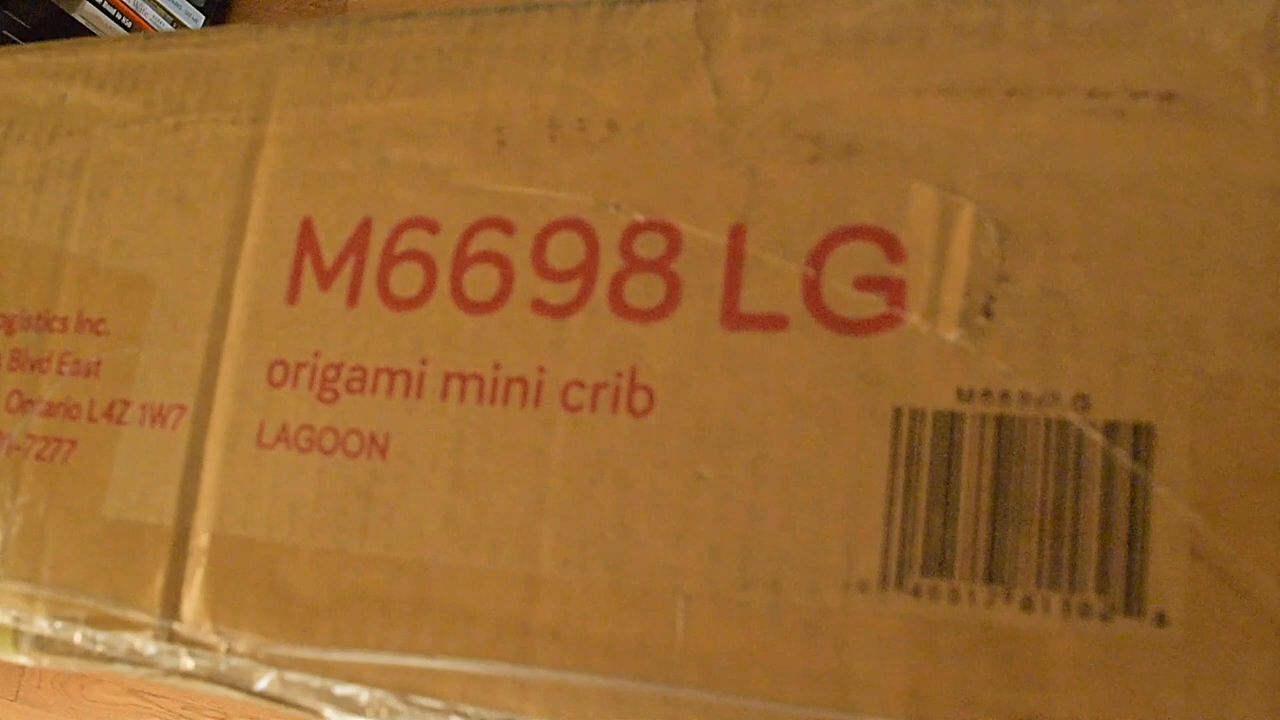 ogistics Inc.
Blvd East
Ontario L4Z 1W7
-7277
M6698 LG
origami mini crib
LAGOON